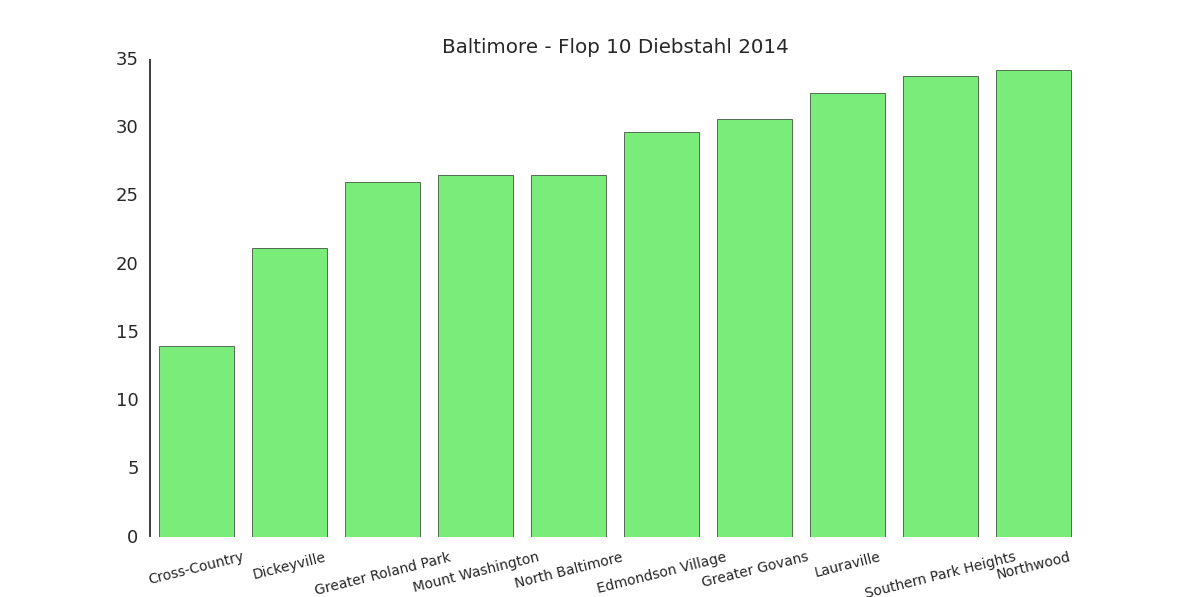 Baltimore - Flop 10 Diebstahl 2014
35
30
25
20
15
10
5
0
Cross-Country
Dickeyville
Greater Roland Park
Mount Washington
North Baltimore
Edmondson Village
Greater Govans
Lauraville
Southern Park Heights
Northwood